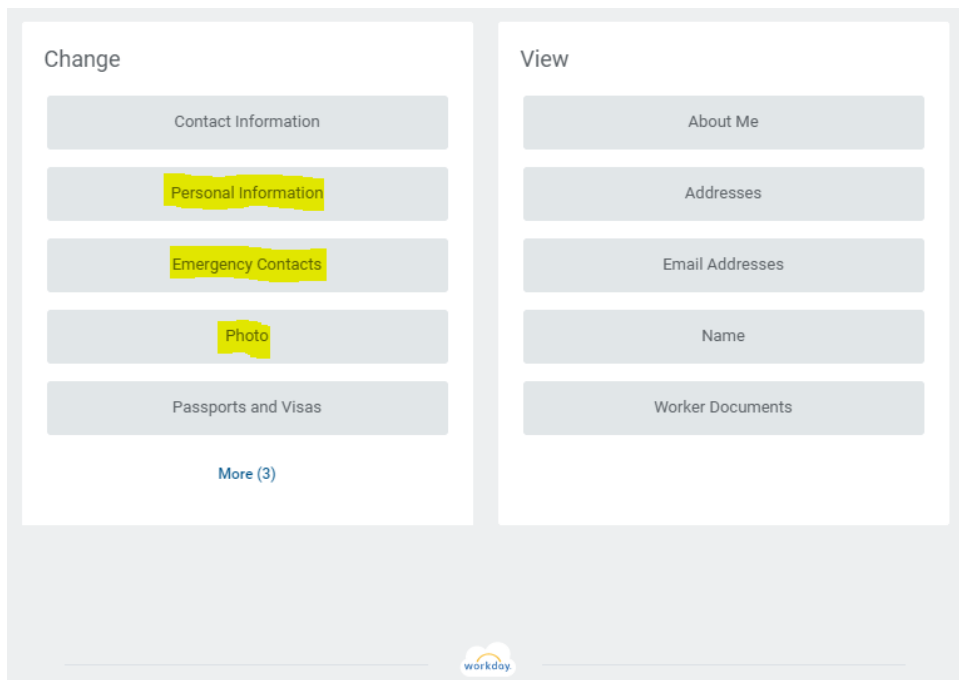 Change
Contact Information
Personal Information
Emergency Contacts
Photo
Passports and Visas
More (3)
View
About Me
Addresses
Email Addresses
Name
Worker Documents
workday.